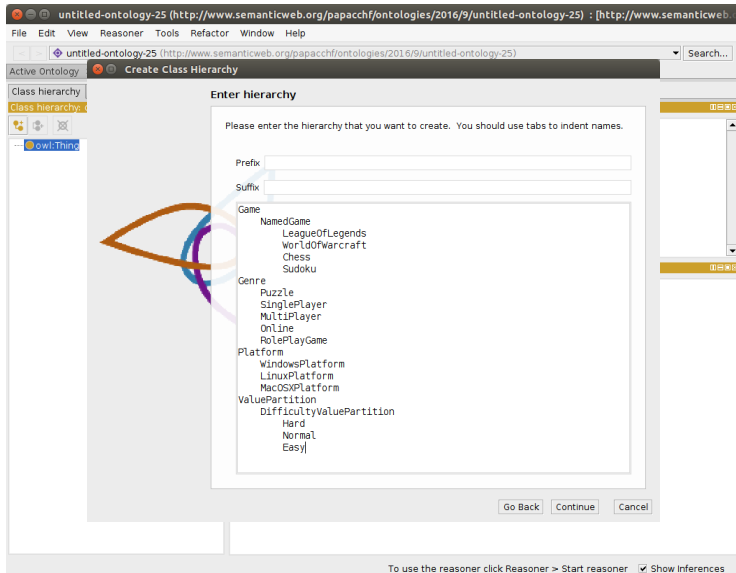 untitled-ontology-25 (http://www.semanticweb.org/papacchf/ontologies/2016/9/untitled-ontology-25) : [http://www.semanticweb.
File Edit View Reasoner Tools Refactor Window Help
untitled-ontology-25 (http://www.semanticweb.org/papacchf/ontologies/2016/9/untitled-ontology-25)
Search...
Active Ontology
Create Class Hierarchy
Class hierarchy
Class hierarchy:
owl:Thing
Enter hierarchy
Please enter the hierarchy that you want to create. You should use tabs to indent names.
Prefix
Suffix
Game
NamedGame
LeagueOfLegends
WorldOfWarcraft
Chess
Sudoku
Genre
Puzzle
SinglePlayer
MultiPlayer
Online
RolePlayGame
Platform
WindowsPlatform
LinuxPlatform
MacOSXPlatform
ValuePartition
DifficultyValuePartition
Hard
Normal
Easy
Go Back Continue Cancel
To use the reasoner click Reasoner > Start reasoner Show Inferences